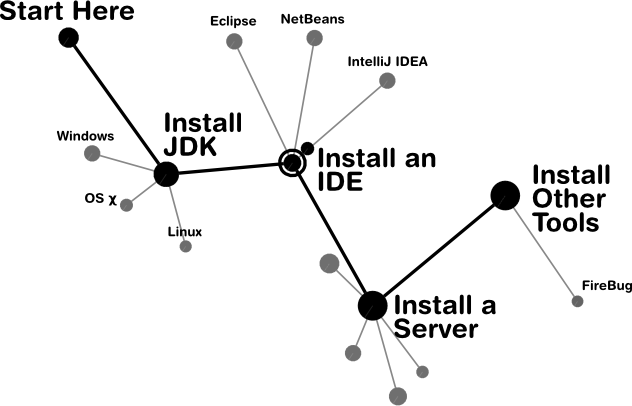 Start Here
Eclipse
NetBeans
IntelliJ IDEA
Install
JDK
Windows
OS χ
Linux
Install an
IDE
Install
Other
Tools
FireBug
Install a
Server